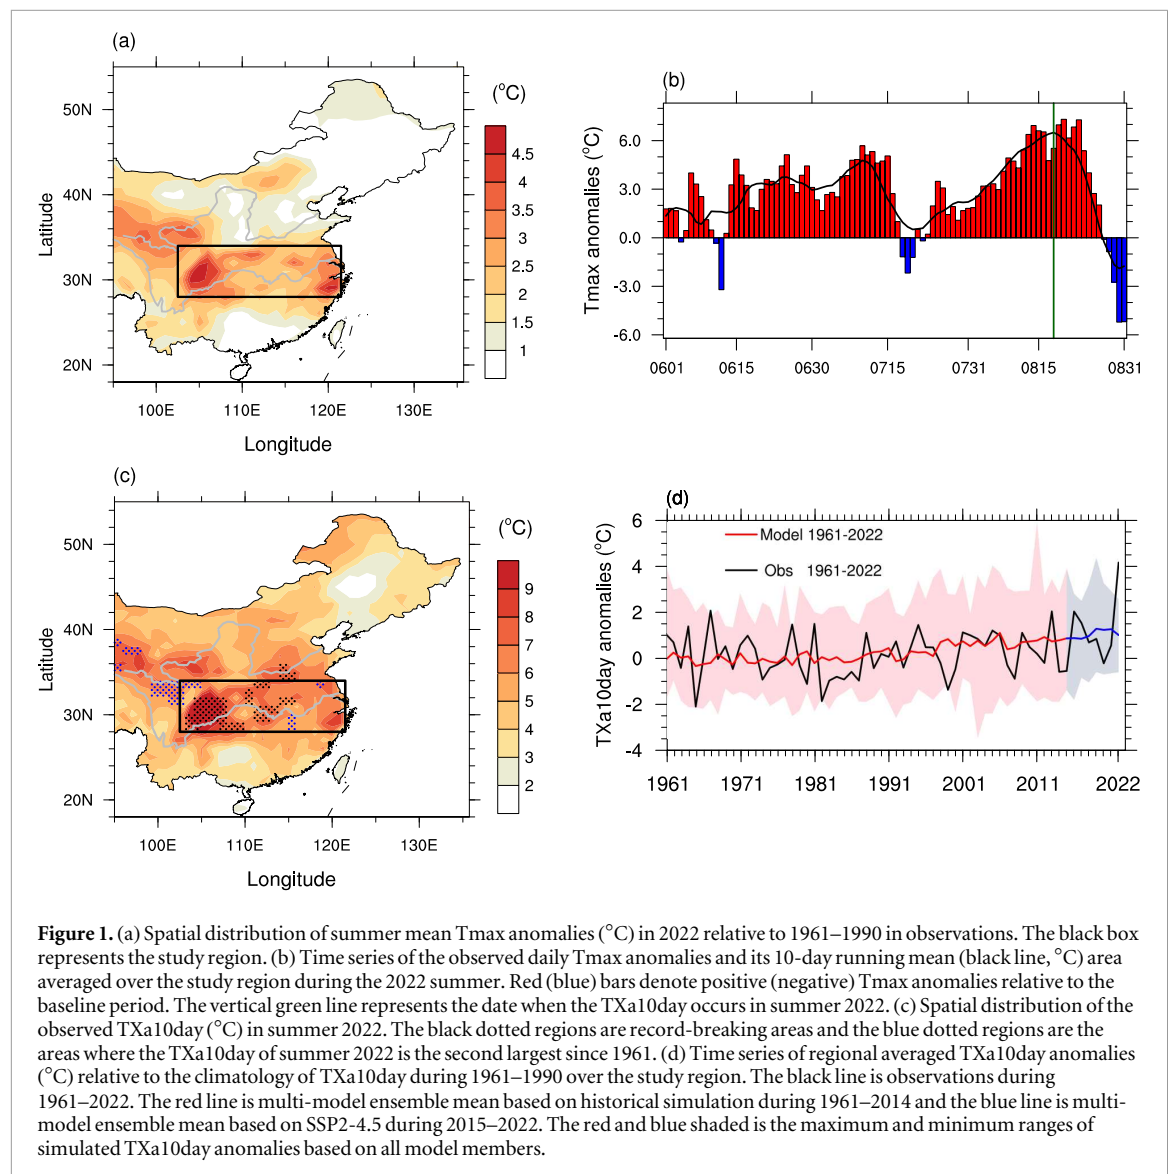 (a)
(°C)
50N
40N
30N
20N
Latitude
4.5
4
3.5
3
2.5
2
1.5
1
100E 110E 120E 130E
Longitude
(b)
Tmax anomalies (°C)
6.0
3.0
0.0
-3.0
-6.0
0601 0615 0630 0715 0731 0815 0831
(c)
(°C)
50N
40N
30N
20N
Latitude
9
8
7
6
5
4
3
2
100E 110E 120E 130E
Longitude
(d)
TXa10day anomalies (°C)
6
4
2
0
-2
-4
Model 1961-2022
Obs 1961-2022
1961 1971 1981 1991 2001 2011 2022
Figure 1. (a) Spatial distribution of summer mean Tmax anomalies (°C) in 2022 relative to 1961–1990 in observations. The black box
represents the study region. (b) Time series of the observed daily Tmax anomalies and its 10-day running mean (black line, °C) area
averaged over the study region during the 2022 summer. Red (blue) bars denote positive (negative) Tmax anomalies relative to the
baseline period. The vertical green line represents the date when the TXa10day occurs in summer 2022. (c) Spatial distribution of the
observed TXa10day (°C) in summer 2022. The black dotted regions are record-breaking areas and the blue dotted regions are the
areas where the TXa10day of summer 2022 is the second largest since 1961. (d) Time series of regional averaged TXa10day anomalies
(°C) relative to the climatology of TXa10day during 1961–1990 over the study region. The black line is observations during
1961–2022. The red line is multi-model ensemble mean based on historical simulation during 1961–2014 and the blue line is multi-
model ensemble mean based on SSP2-4.5 during 2015–2022. The red and blue shaded is the maximum and minimum ranges of
simulated TXa10day anomalies based on all model members.